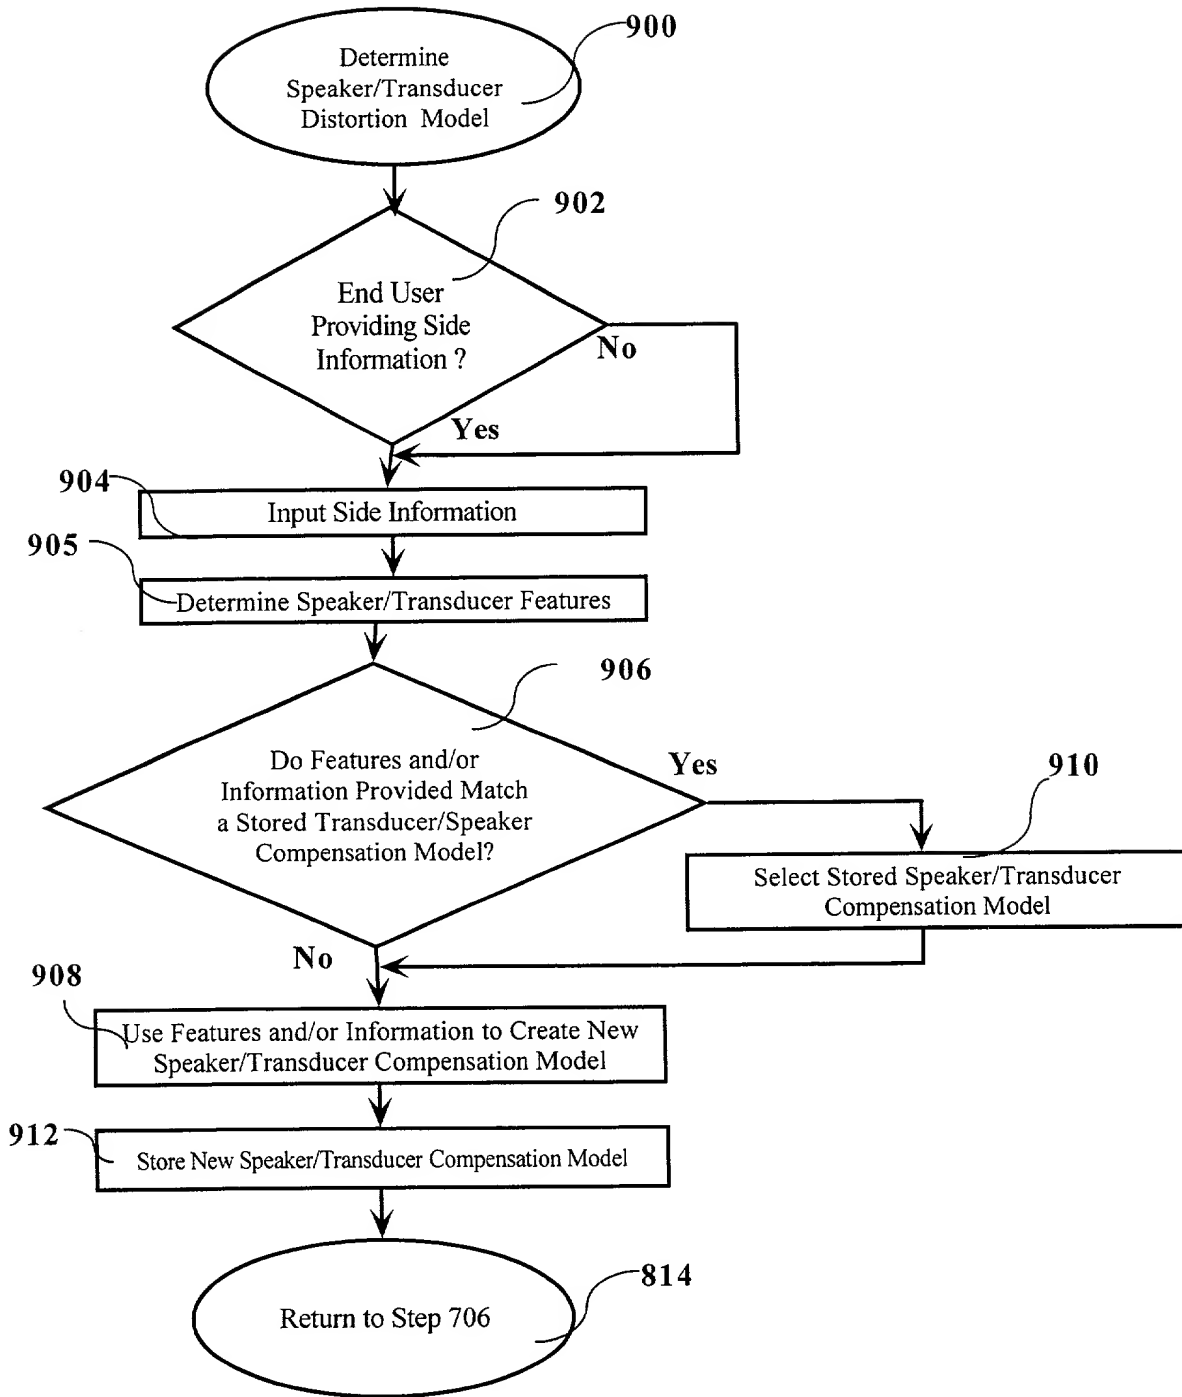 900
Determine
Speaker/Transducer
Distortion Model
902
End User
Providing Side
Information ?
No
Yes
904
Input Side Information
905
Determine Speaker/Transducer Features
906
Do Features and/or
Information Provided Match
a Stored Transducer/Speaker
Compensation Model?
Yes
910
Select Stored Speaker/Transducer
Compensation Model
No
908
Use Features and/or Information to Create New
Speaker/Transducer Compensation Model
912
Store New Speaker/Transducer Compensation Model
814
Return to Step 706